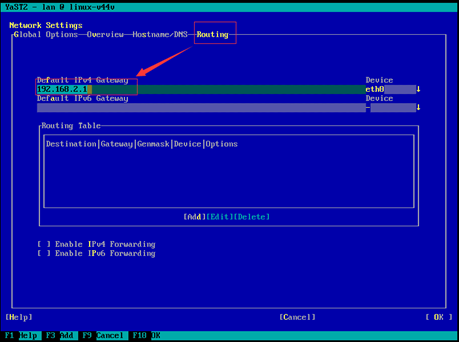 YaST2 - lan @ linux-v44v
Network Settings
Global Options—Overview—Hostname/DNS—Routing
Default IPv4 Gateway Device
192.168.2.1 eth0↓
Default IPv6 Gateway Device
- ↓
Routing Table
Destination|Gateway|Genmask|Device|Options
[Add][Edit][Delete]
[ ] Enable IPv4 Forwarding
[ ] Enable IPv6 Forwarding
[Help] [Cancel] [ OK ]
F1 Help F3 Add F9 Cancel F10 OK